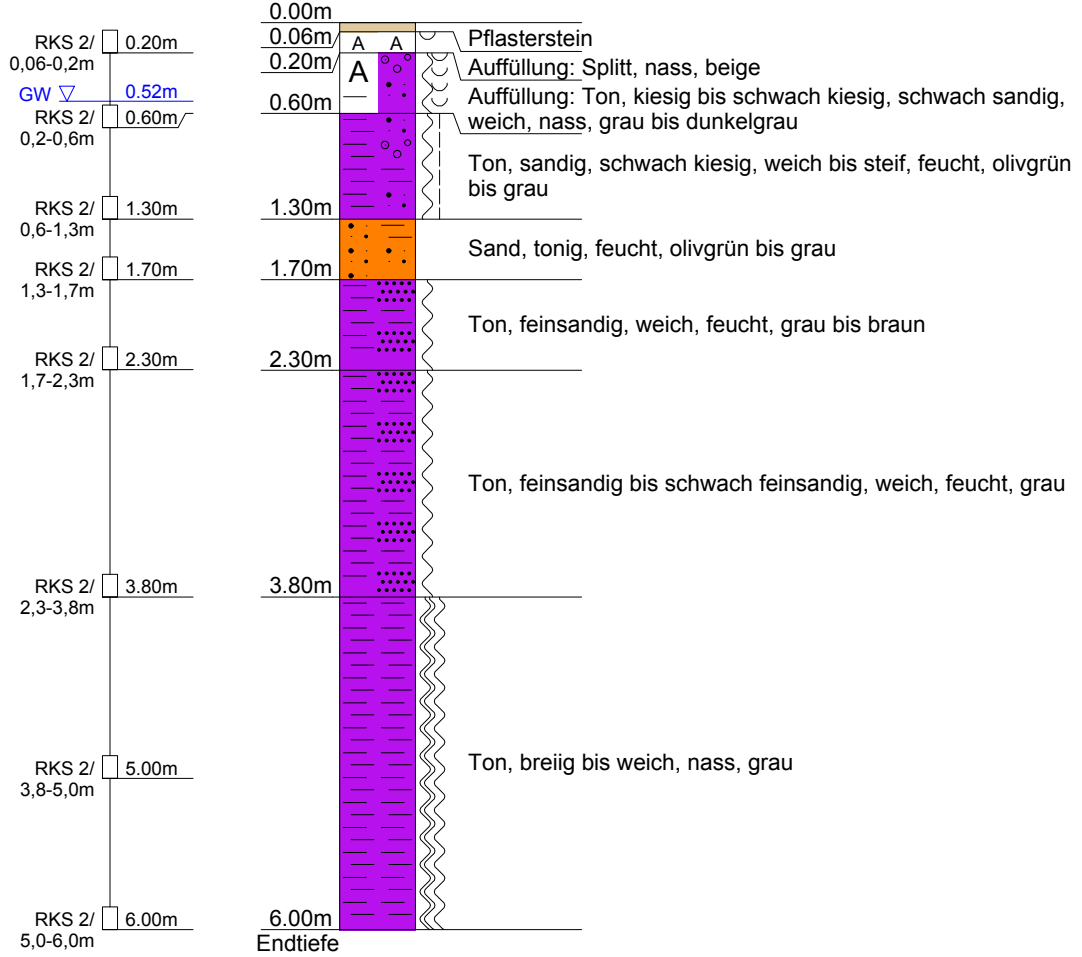 0.00m
RKS 2/ 0.20m
0,06-0,2m
0.06m
A A
Pflasterstein
0.20m
A
Auffüllung: Splitt, nass, beige
GW 0.52m
Auffüllung: Ton, kiesig bis schwach kiesig, schwach sandig,
weich, nass, grau bis dunkelgrau
RKS 2/ 0.60m
0,2-0,6m
0.60m
Ton, sandig, schwach kiesig, weich bis steif, feucht, olivgrün
bis grau
RKS 2/ 1.30m
0,6-1,3m
1.30m
Sand, tonig, feucht, olivgrün bis grau
RKS 2/ 1.70m
1,3-1,7m
1.70m
Ton, feinsandig, weich, feucht, grau bis braun
RKS 2/ 2.30m
1,7-2,3m
2.30m
Ton, feinsandig bis schwach feinsandig, weich, feucht, grau
RKS 2/ 3.80m
2,3-3,8m
3.80m
Ton, breiig bis weich, nass, grau
RKS 2/ 5.00m
3,8-5,0m
RKS 2/ 6.00m
5,0-6,0m
6.00m
Endtiefe